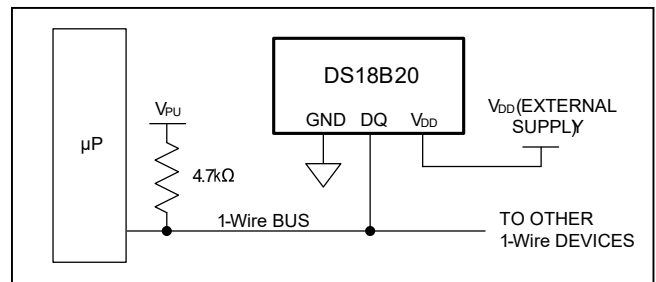 µP
VPU
4.7kΩ
DS18B20
GND DQ VDD
VDD(EXTERNAL
SUPPLY)
1-Wire BUS
TO OTHER
1-Wire DEVICES